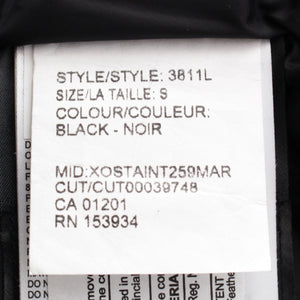 STYLE/STYLE: 3811L
SIZE/LA TAILLE: S
COLOUR/COULEUR:
BLACK - NOIR
MID:XOSTAINT259MAR
CUT/CUT00039748
CA 01201
RN 153934